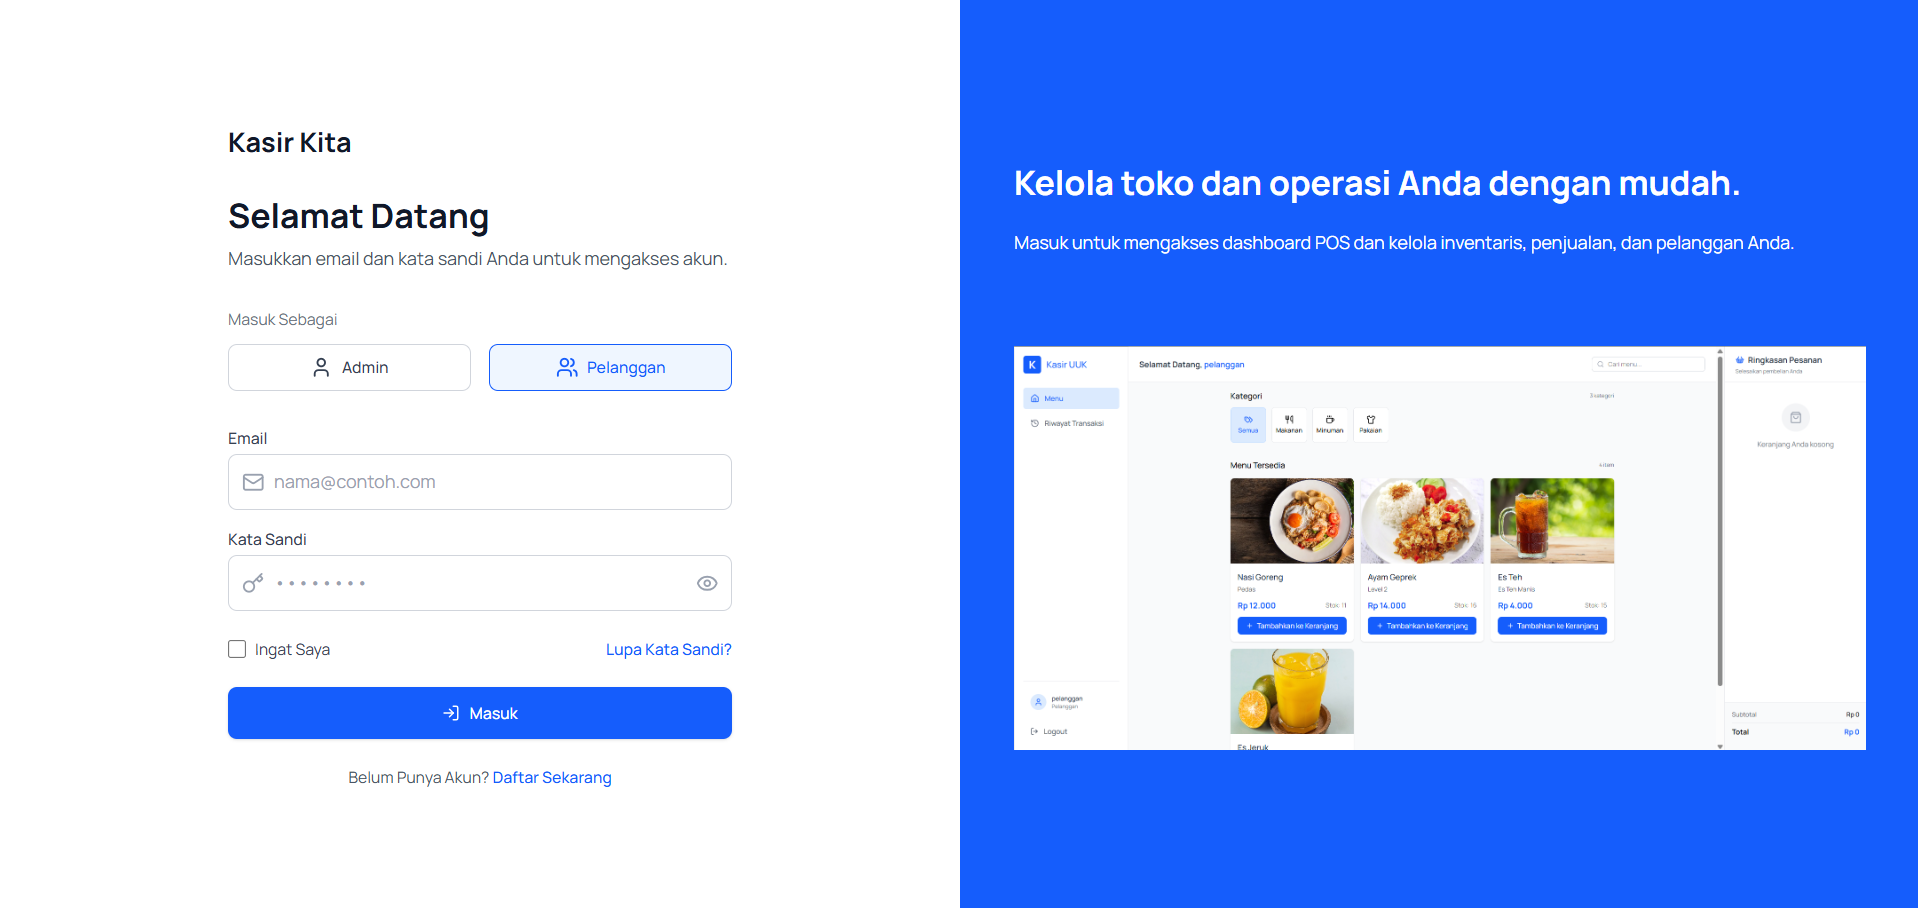 Kasir Kita
Selamat Datang
Masukkan email dan kata sandi Anda untuk mengakses akun.
Masuk Sebagai
Admin
Pelanggan
Email
nama@contoh.com
Kata Sandi
Ingat Saya
Lupa Kata Sandi?
Masuk
Belum Punya Akun? Daftar Sekarang
Kelola toko dan operasi Anda dengan mudah.
Masuk untuk mengakses dashboard POS dan kelola inventaris, penjualan, dan pelanggan Anda.
K Kasir UUK
Menu
Riwayat Transaksi
pelanggan
Pelanggan
Logout
Selamat Datang, pelanggan
Cari menu...
Kategori
3 kategori
Semua
Makanan
Minuman
Pakaian
Menu Tersedia
item
Nasi Goreng
Pedas
Rp 12.000
Stok: 11
+ Tambahkan ke Keranjang
Ayam Geprek
Level 2
Rp 14.000
Stok: 16
+ Tambahkan ke Keranjang
Es Teh
Es Teh Manis
Rp 4.000
Stok: 15
+ Tambahkan ke Keranjang
Es Jeruk
Ringkasan Pesanan
Selesaikan pembelian Anda
Keranjang Anda kosong
Subtotal
Rp 0
Total
Rp 0